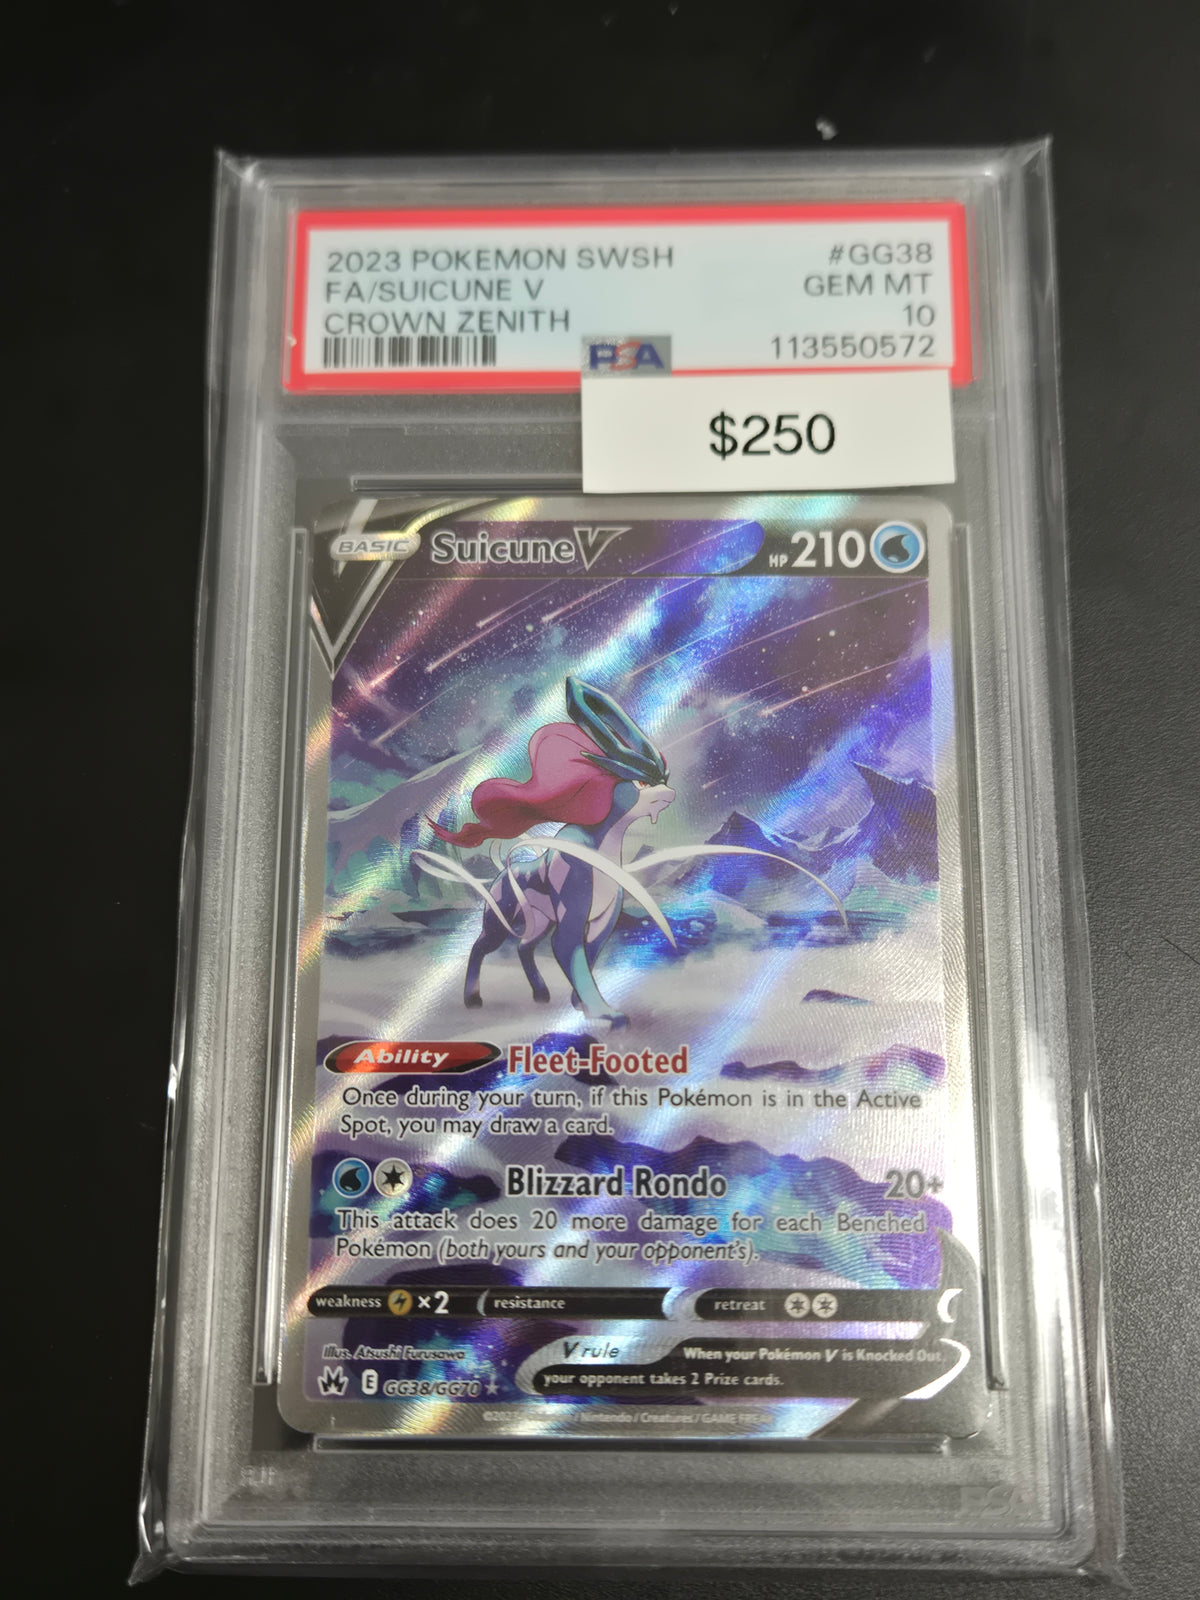 2023 POKEMON SWSH #GG38
FA/SUICUNE V GEM MT
CROWN ZENITH 10
PSA 113550572
$250
BASIC Suicune V HP 210
Ability Fleet-Footed
Once during your turn, if this Pokémon is in the Active
Spot, you may draw a card.
Blizzard Rondo 20+
This attack does 20 more damage for each Benched
Pokémon (both yours and your opponent's).
weakness ×2 resistance retreat
Illus. Atsushi Furusawa
V rule When your Pokémon V is Knocked Out,
your opponent takes 2 Prize cards.
E GG38/GG70
/ Nintendo / Creatures / GAME FREAK